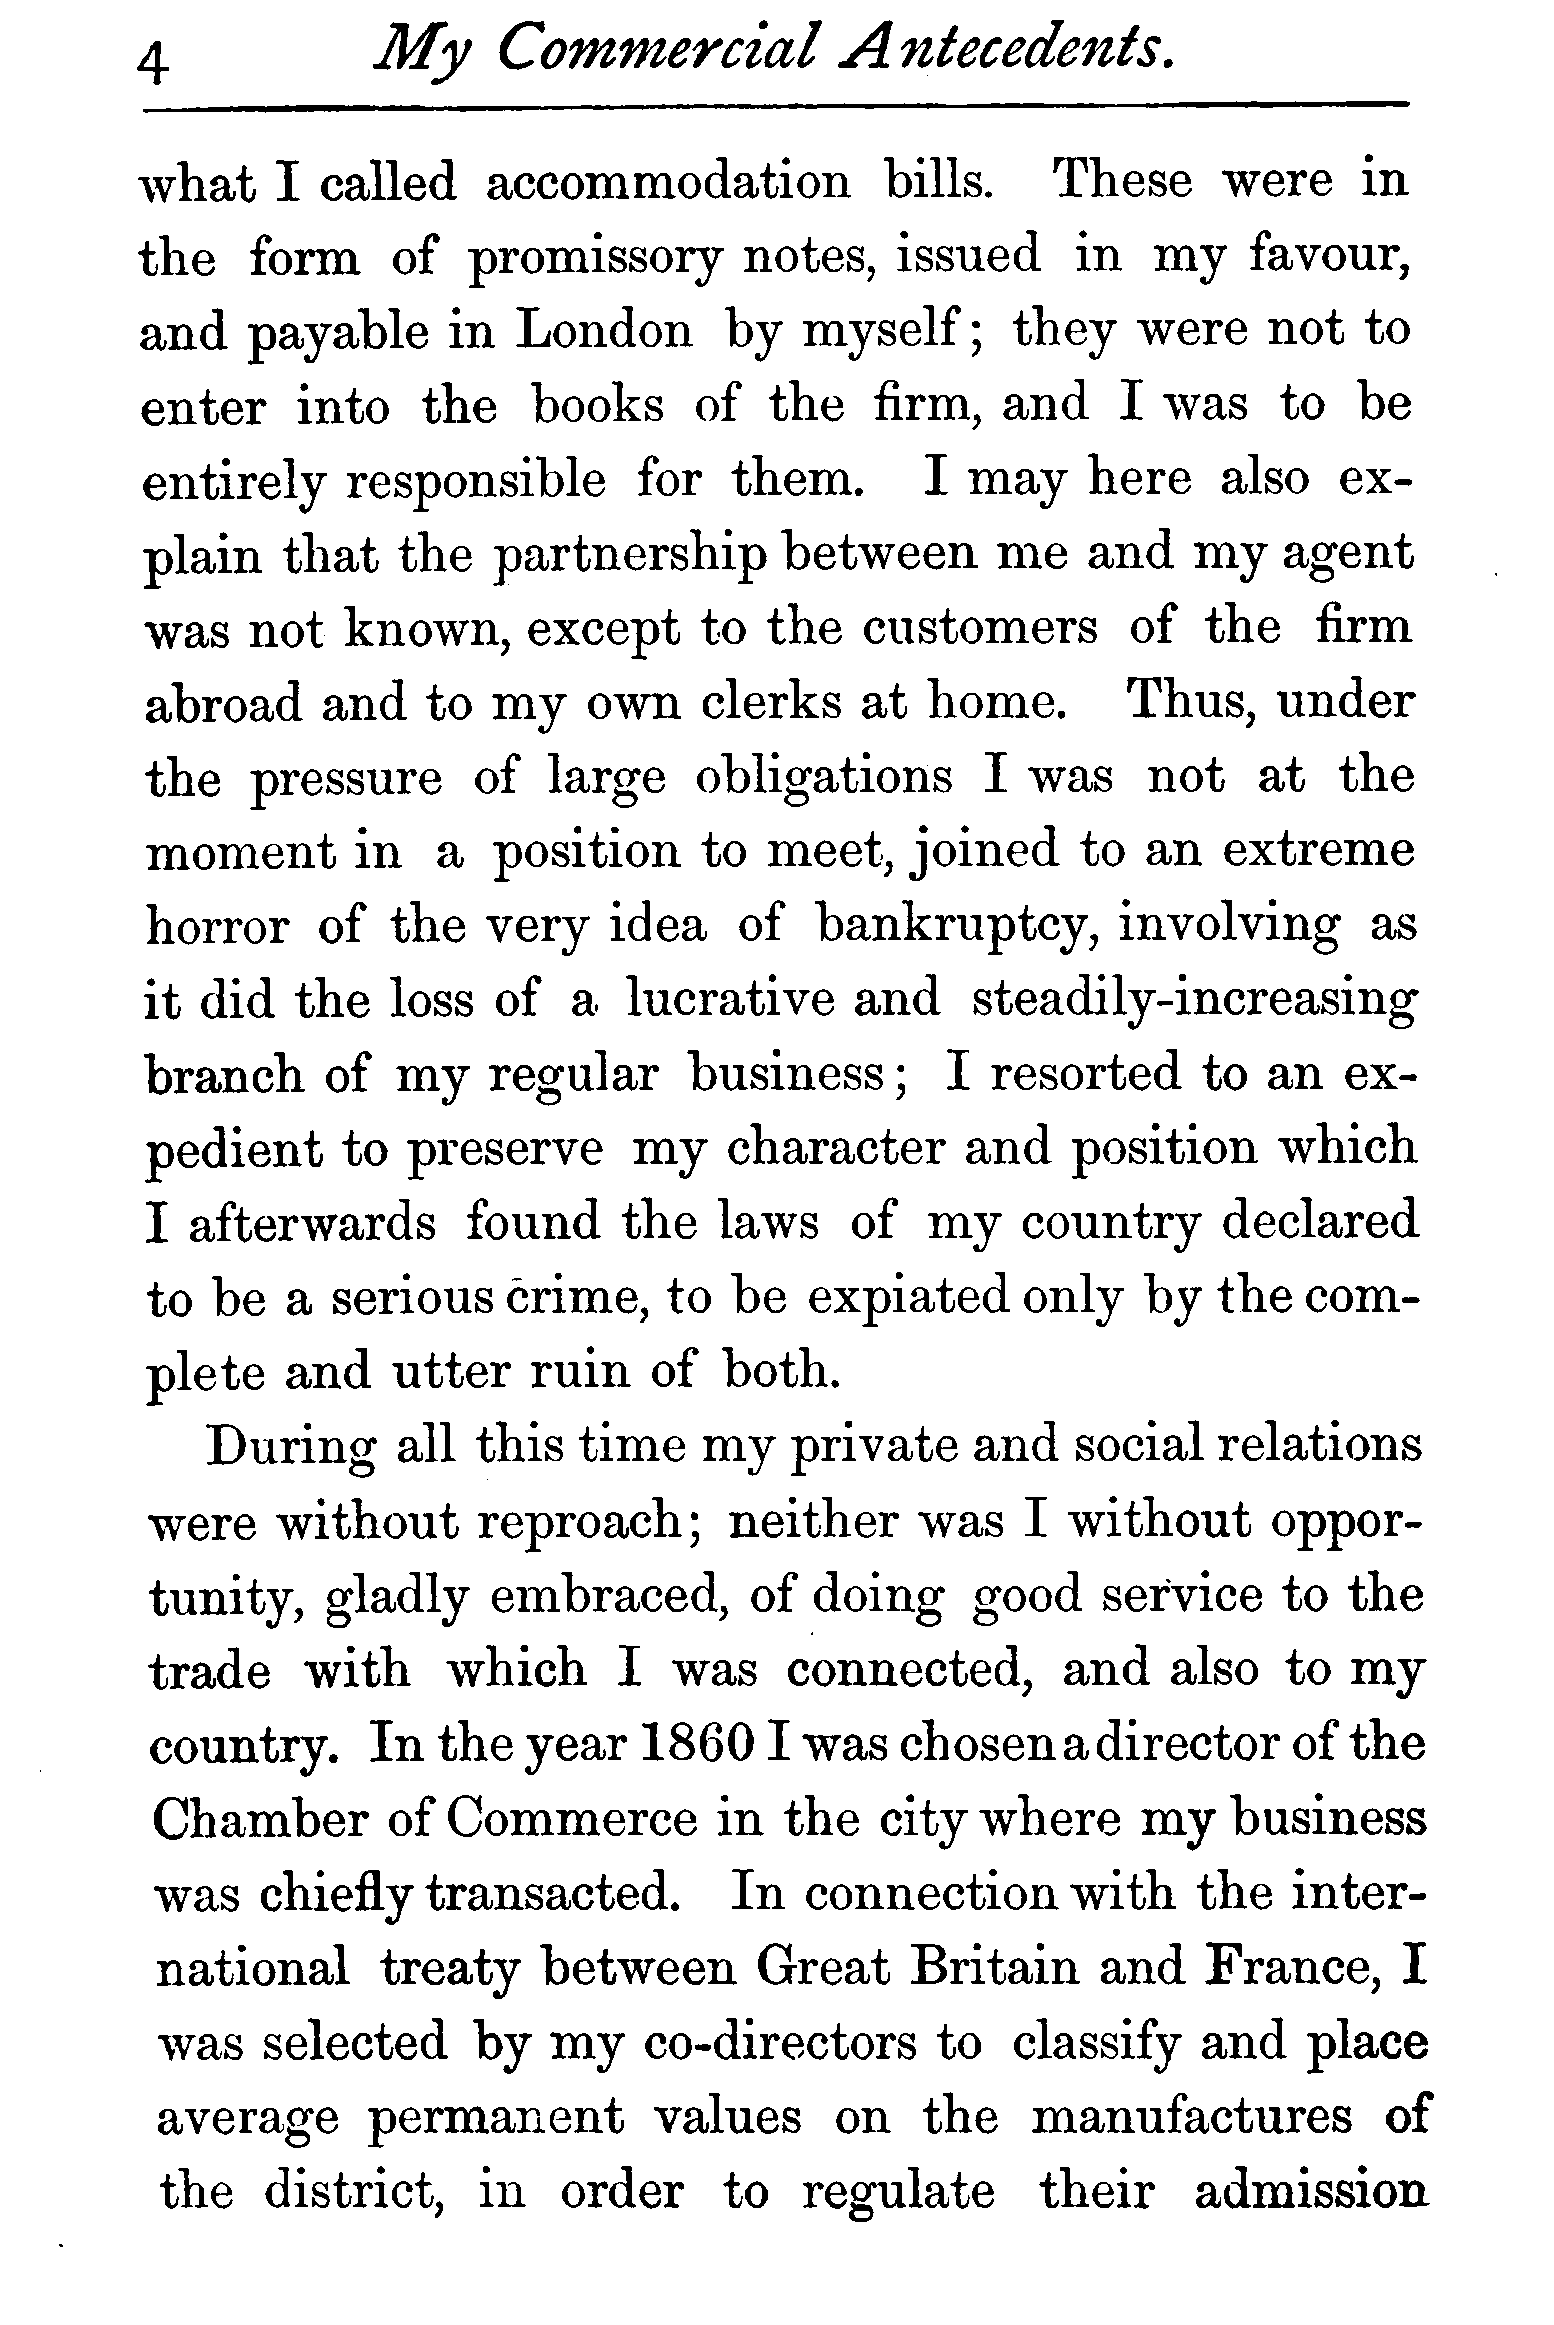 4 My Commercial Antecedents.
what I called accommodation bills. These were in
the form of promissory notes, issued in my favour,
and payable in London by myself; they were not to
enter into the books of the firm, and I was to be
entirely responsible for them. I may here also ex-
plain that the partnership between me and my agent
was not known, except to the customers of the firm
abroad and to my own clerks at home. Thus, under
the pressure of large obligations I was not at the
moment in a position to meet, joined to an extreme
horror of the very idea of bankruptcy, involving as
it did the loss of a lucrative and steadily-increasing
branch of my regular business; I resorted to an ex-
pedient to preserve my character and position which
I afterwards found the laws of my country declared
to be a serious crime, to be expiated only by the com-
plete and utter ruin of both.
During all this time my private and social relations
were without reproach; neither was I without oppor-
tunity, gladly embraced, of doing good service to the
trade with which I was connected, and also to my
country. In the year 1860 I was chosen a director of the
Chamber of Commerce in the city where my business
was chiefly transacted. In connection with the inter-
national treaty between Great Britain and France, I
was selected by my co-directors to classify and place
average permanent values on the manufactures of
the district, in order to regulate their admission